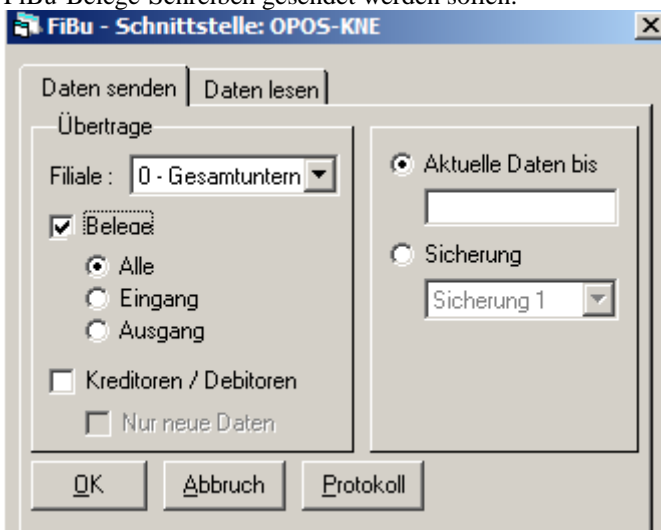 FiBu-Belege Schreiben gesendet werden sollen.
FiBu - Schnittstelle: OPOS-KNE
Daten senden
Daten lesen
Übertrage
Filiale :
0 - Gesamtuntern
Belege
Alle
Eingang
Ausgang
Kreditoren / Debitoren
Nur neue Daten
Aktuelle Daten bis
Sicherung
Sicherung 1
OK
Abbruch
Protokoll